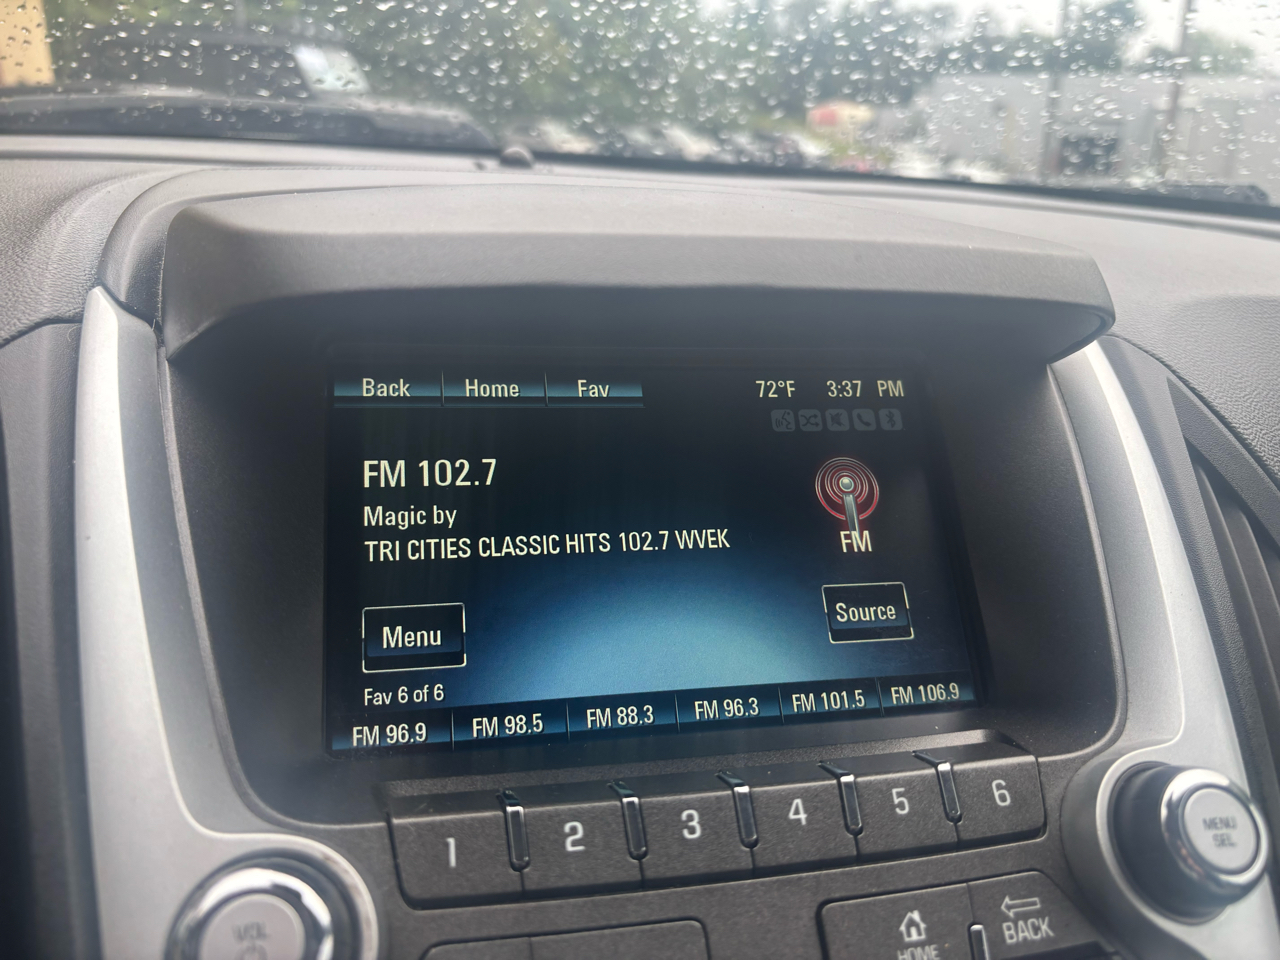 Back Home Fav 72°F 3:37 PM
FM 102.7
Magic by
TRI CITIES CLASSIC HITS 102.7 WVEK
FM
Menu
Source
Fav 6 of 6
FM 96.9 FM 98.5 FM 88.3 FM 96.3 FM 101.5 FM 106.9
1 2 3 4 5 6
MENU
SEL
VOL
HOME
BACK